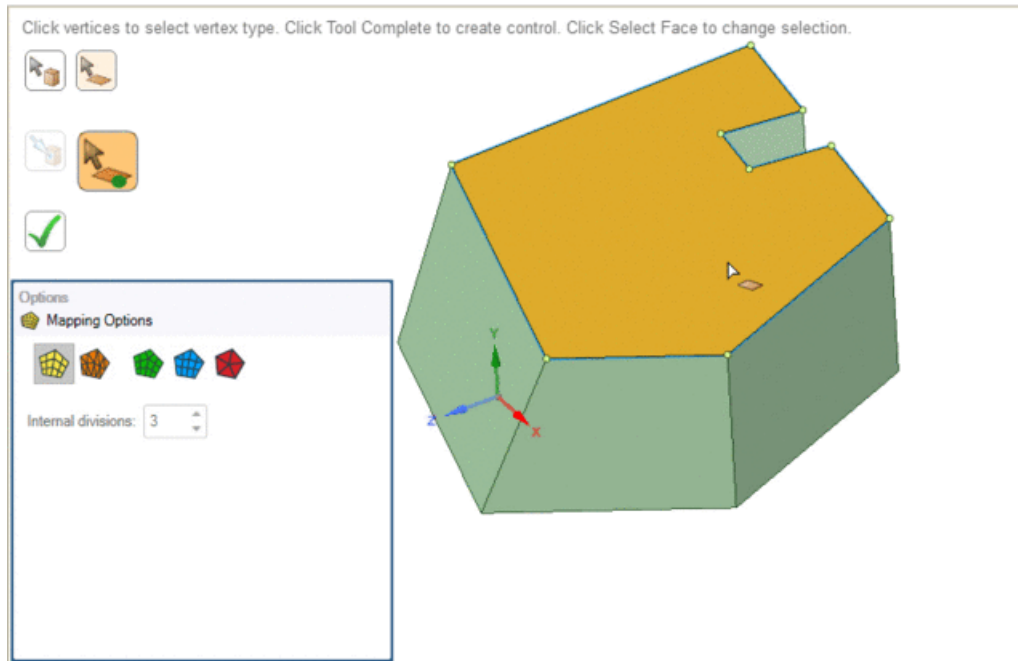 Click vertices to select vertex type. Click Tool Complete to create control. Click Select Face to change selection.
Options
Mapping Options
Internal divisions: 3
Y
Z
X